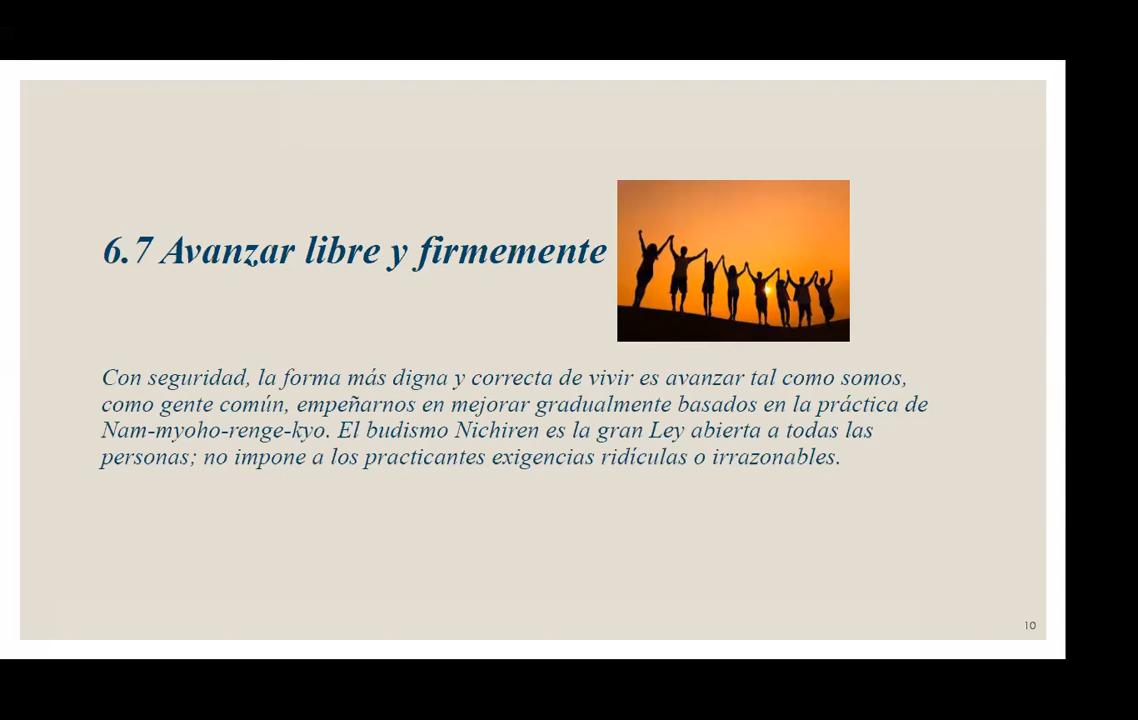 6.7 Avanzar libre y firmemente
Con seguridad, la forma más digna y correcta de vivir es avanzar tal como somos,
como gente común, empeñarnos en mejorar gradualmente basados en la práctica de
Nam-myoho-renge-kyo. El budismo Nichiren es la gran Ley abierta a todas las
personas; no impone a los practicantes exigencias ridículas o irrazonables.
10